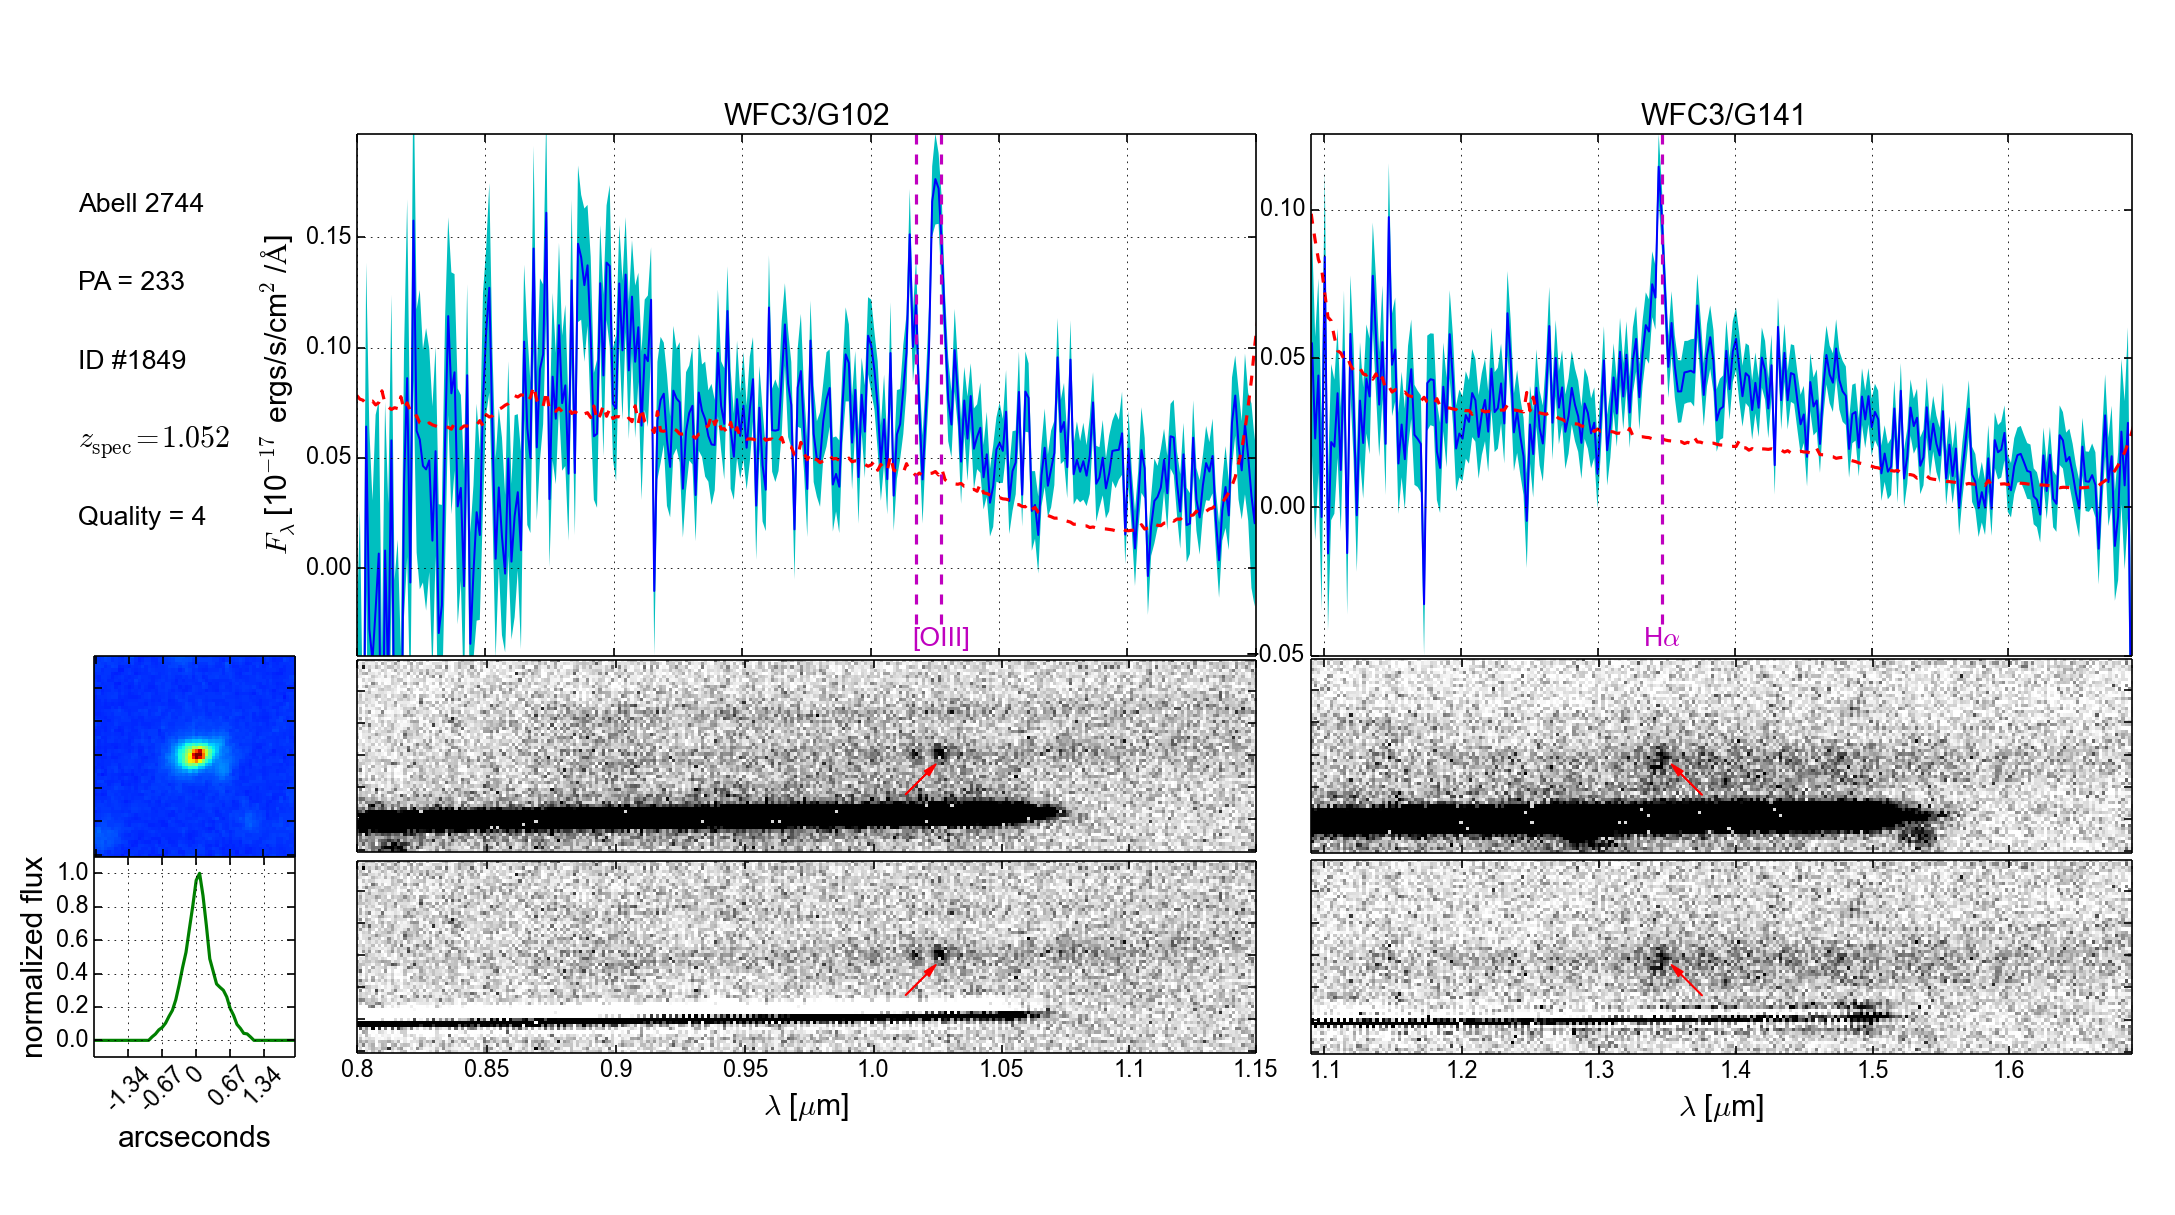 WFC3/G102
WFC3/G141
Abell 2744
PA = 233
ID #1849
z_spec = 1.052
Quality = 4
F_λ [10^−17 ergs/s/cm^2/Å]
0.15
0.10
0.05
0.00
0.10
0.05
0.00
0.05
[OIII]
Hα
normalized flux
1.0
0.8
0.6
0.4
0.2
0.0
-1.34 -0.67 0 0.67 1.34
arcseconds
0.8 0.85 0.9 0.95 1.0 1.05 1.1 1.15
λ [μm]
1.1 1.2 1.3 1.4 1.5 1.6
λ [μm]